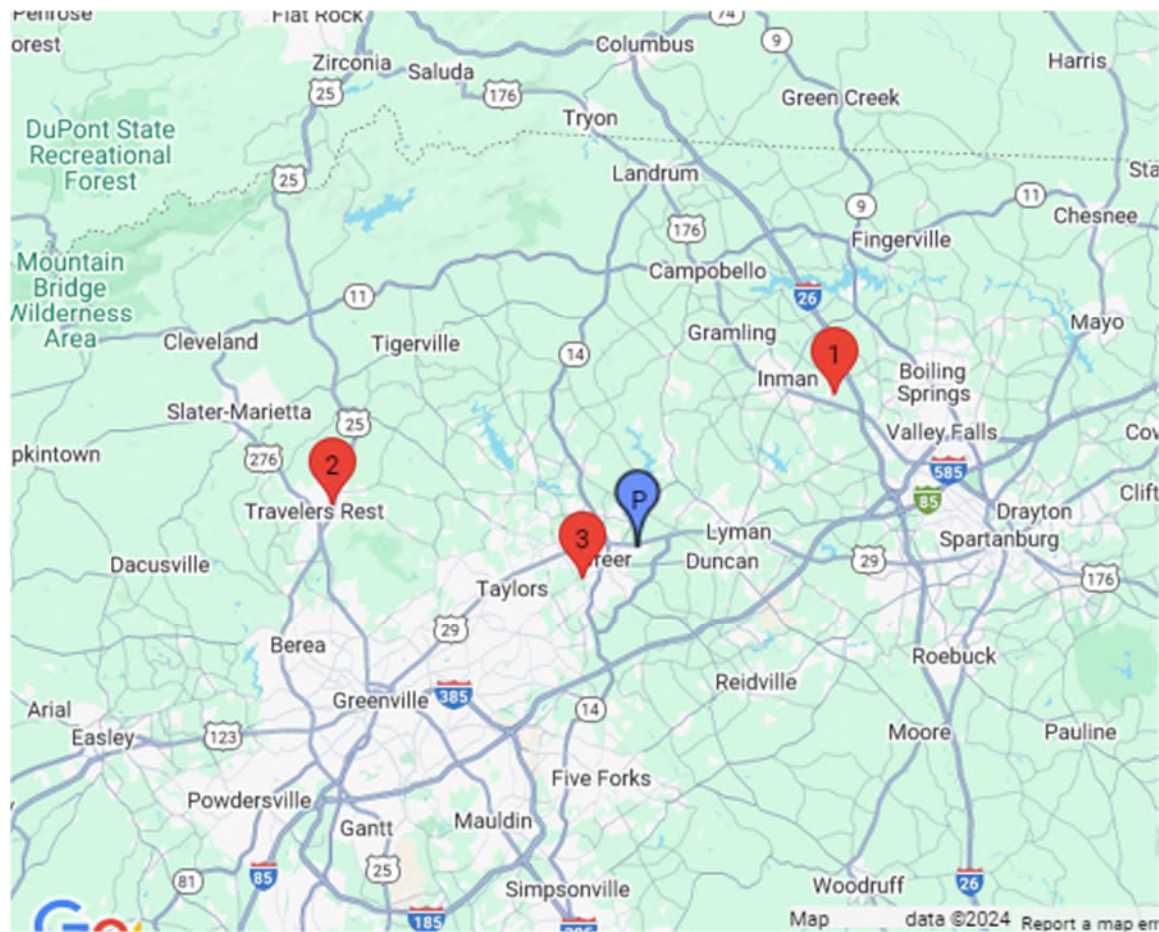 Penrose
orest
Flat Rock
74
Columbus
9
Harris
Zirconia
Saluda
25
176
Green Creek
Tryon
DuPont State
Recreational
Forest
Landrum
Sta
25
11
9
Chesnee
176
Fingerville
Mountain
Bridge
Wilderness
Area
Campobello
11
26
Mayo
Cleveland
Tigerville
Gramling
14
1
Inman
Boiling
Springs
Slater-Marietta
25
Valley Falls
Cov
pkintown
276
2
585
85
P
Clift
Travelers Rest
Drayton
3
Lyman
Spartanburg
Dacusville
reer
Duncan
29
176
Taylors
29
Berea
Roebuck
Reidville
Greenville
385
14
Arial
Easley
123
Moore
Pauline
Five Forks
Powdersville
Gantt
Mauldin
25
81
85
Simpsonville
Woodruff
26
185
Map data ©2024 Report a map err